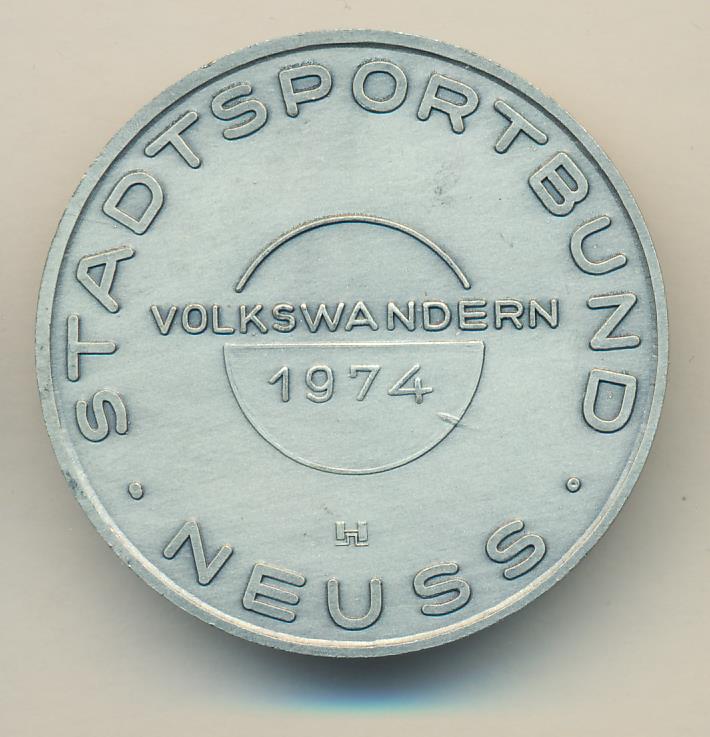 STADTSPORTBUND
VOLKSWANDERN
1974
· NEUSS ·